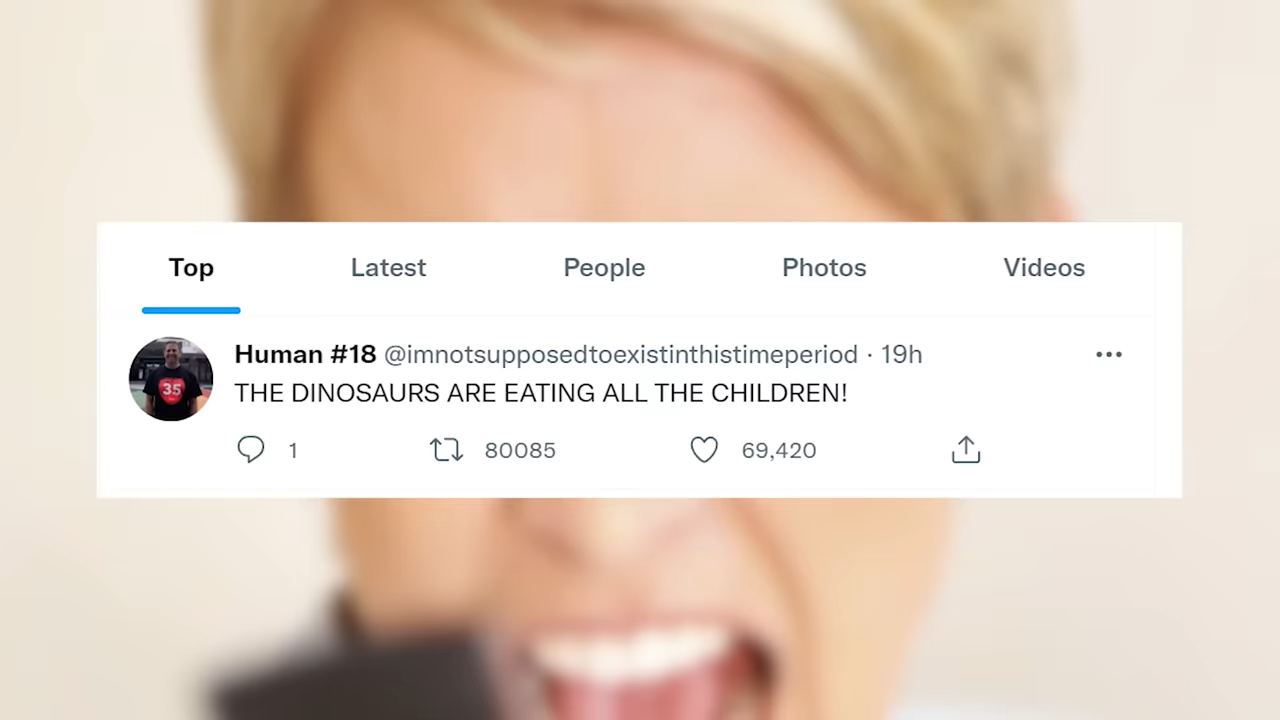 Top Latest People Photos Videos
Human #18 @imnotsupposedtoexistinthistimeperiod · 19h
THE DINOSAURS ARE EATING ALL THE CHILDREN!
1 80085 69,420
35